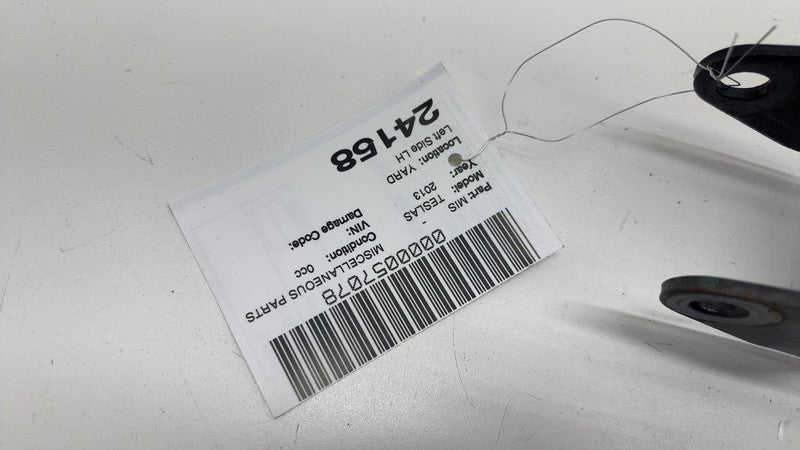 0000057078
MISCELLANEOUS PARTS
Part: MIS -
Model: TESLAS
Year: 2013
Condition: 0cc
VIN:
Damage Code:
Location: YARD
Left Side LH
24158